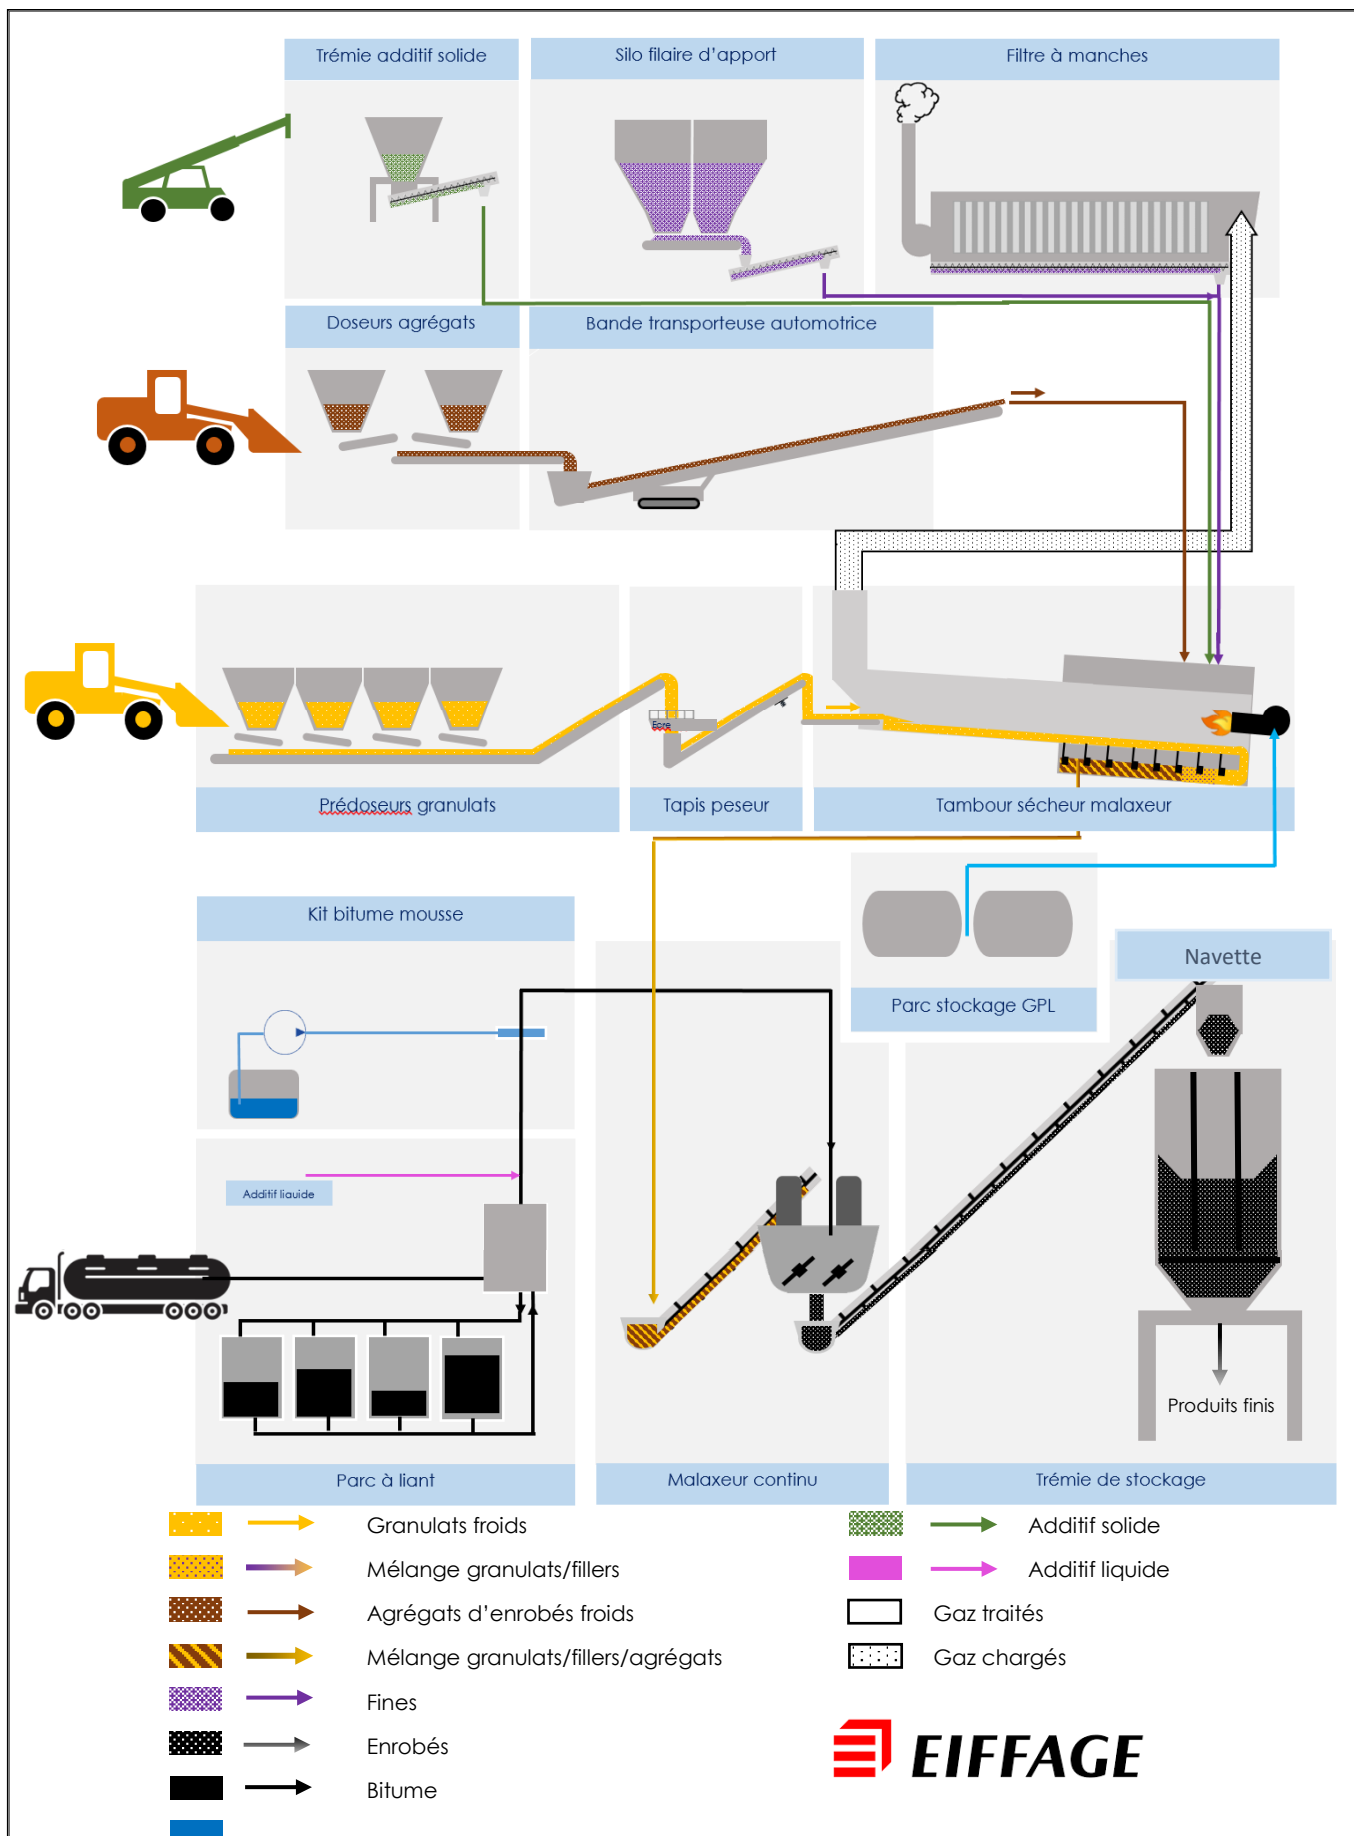 Trémie additif solide
Silo filaire d'apport
Filtre à manches
Doseurs agrégats
Bande transporteuse automotrice
Ecre
Prédoseurs granulats
Tapis peseur
Tambour sécheur malaxeur
Kit bitume mousse
Navette
Parc stockage GPL
Additif liquide
Produits finis
Parc à liant
Malaxeur continu
Trémie de stockage
Granulats froids
Mélange granulats/fillers
Agrégats d'enrobés froids
Mélange granulats/fillers/agrégats
Fines
Enrobés
Bitume
Additif solide
Additif liquide
Gaz traités
Gaz chargés
EIFFAGE